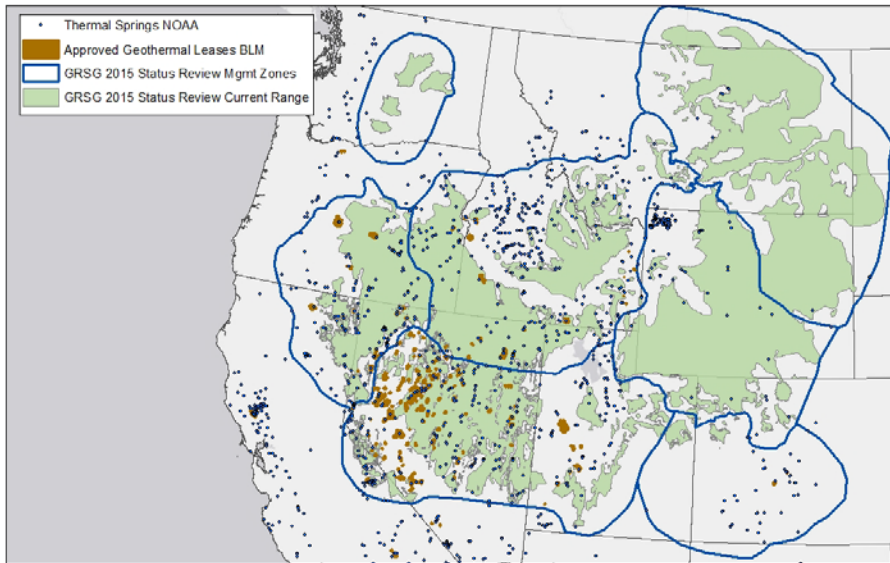 Thermal Springs NOAA
Approved Geothermal Leases BLM
GRSG 2015 Status Review Mgmt Zones
GRSG 2015 Status Review Current Range